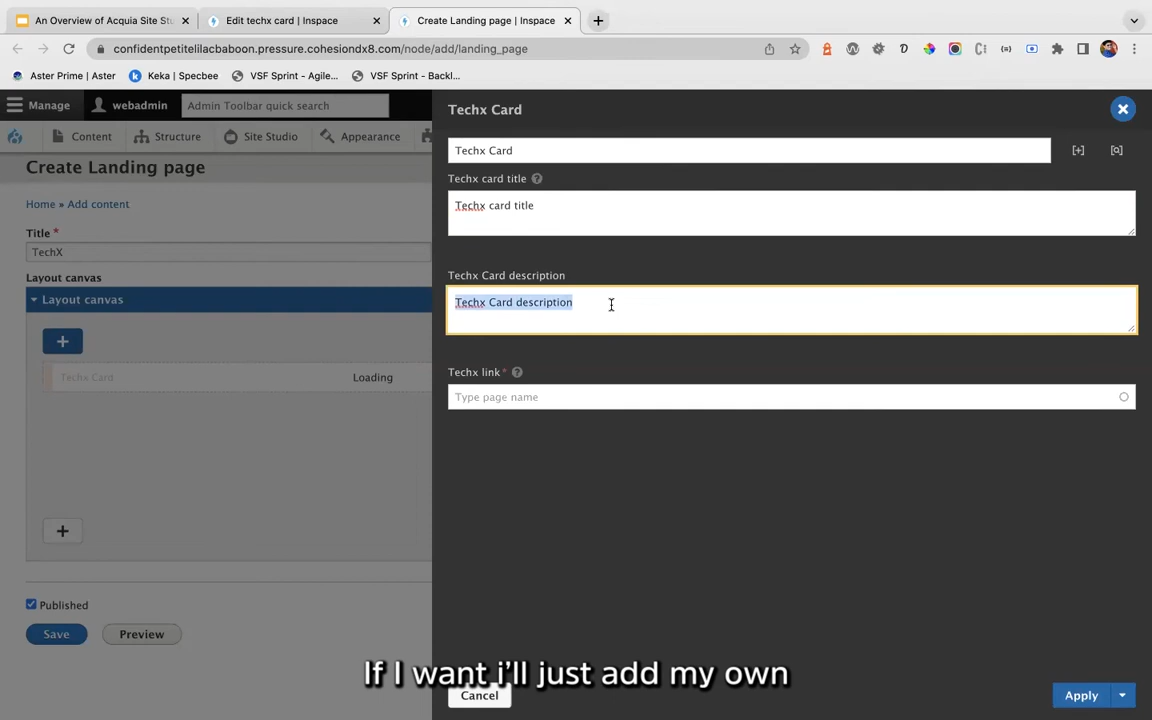 An Overview of Acquia Site Stu
Edit techx card | Inspace
Create Landing page | Inspace
confidentpetitelilacbaboon.pressure.cohesiondx8.com/node/add/landing_page
Aster Prime | Aster
Keka | Specbee
VSF Sprint - Agile...
VSF Sprint - Backl...
Manage
webadmin
Admin Toolbar quick search
Content
Structure
Site Studio
Appearance
Create Landing page
Home » Add content
Title *
TechX
Layout canvas
Layout canvas
Techx Card
Loading
Published
Save
Preview
Techx Card
Techx Card
Techx card title
Techx card title
Techx Card description
Techx Card description
Techx link *
Type page name
If I want i'll just add my own
Cancel
Apply